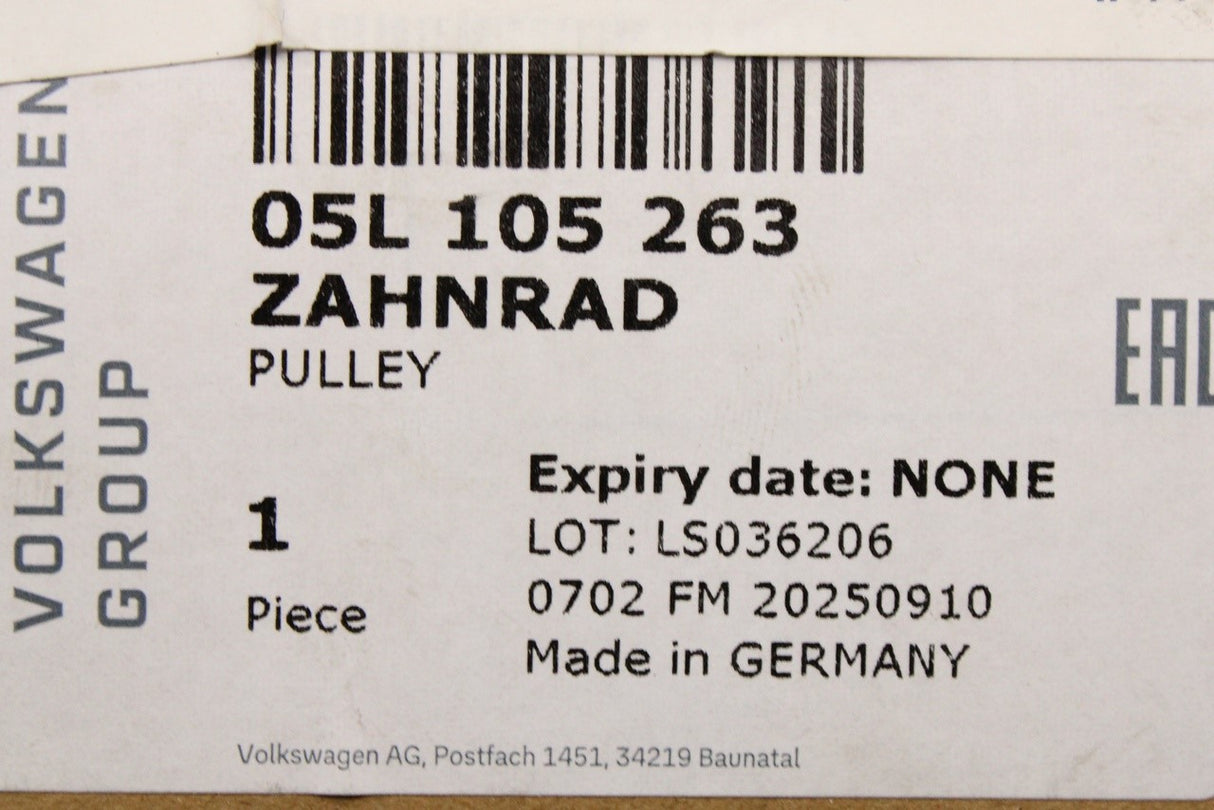 VOLKSWAGEN
GROUP
05L 105 263
ZAHNRAD
PULLEY
EAC
1
Piece
Expiry date: NONE
LOT: LS036206
0702 FM 20250910
Made in GERMANY
Volkswagen AG, Postfach 1451, 34219 Baunatal